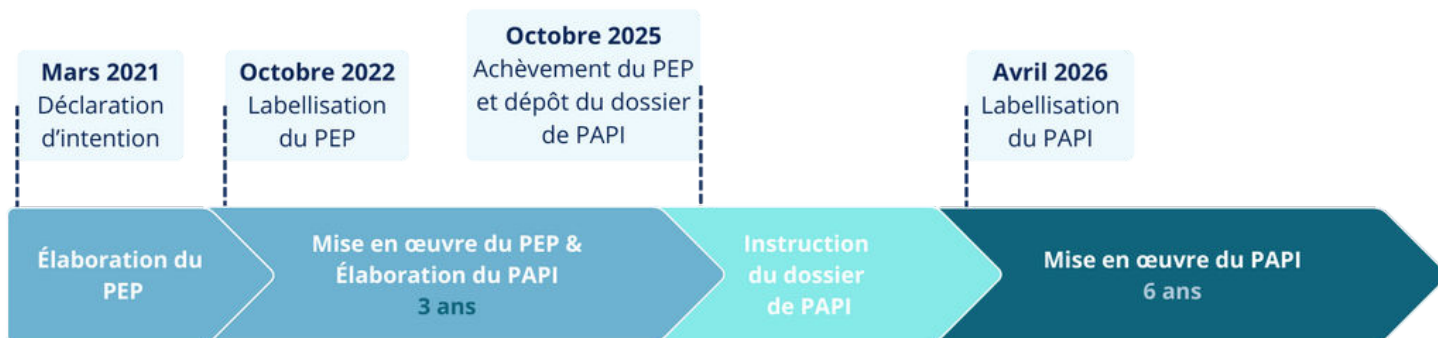 Mars 2021
Déclaration
d'intention
Octobre 2022
Labellisation
du PEP
Octobre 2025
Achèvement du PEP
et dépôt du dossier
de PAPI
Avril 2026
Labellisation
du PAPI
Élaboration du
PEP
Mise en œuvre du PEP &
Élaboration du PAPI
3 ans
Instruction
du dossier
de PAPI
Mise en œuvre du PAPI
6 ans